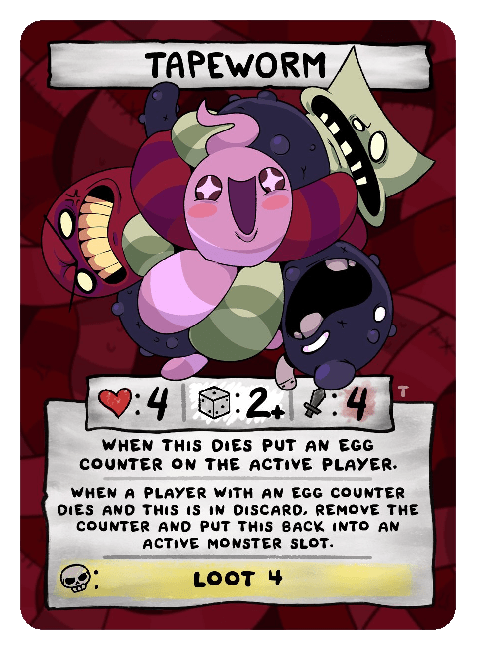 TAPEWORM
:4 :2+ :4
T
WHEN THIS DIES PUT AN EGG
COUNTER ON THE ACTIVE PLAYER.
WHEN A PLAYER WITH AN EGG COUNTER
DIES AND THIS IS IN DISCARD, REMOVE THE
COUNTER AND PUT THIS BACK INTO AN
ACTIVE MONSTER SLOT.
: LOOT 4